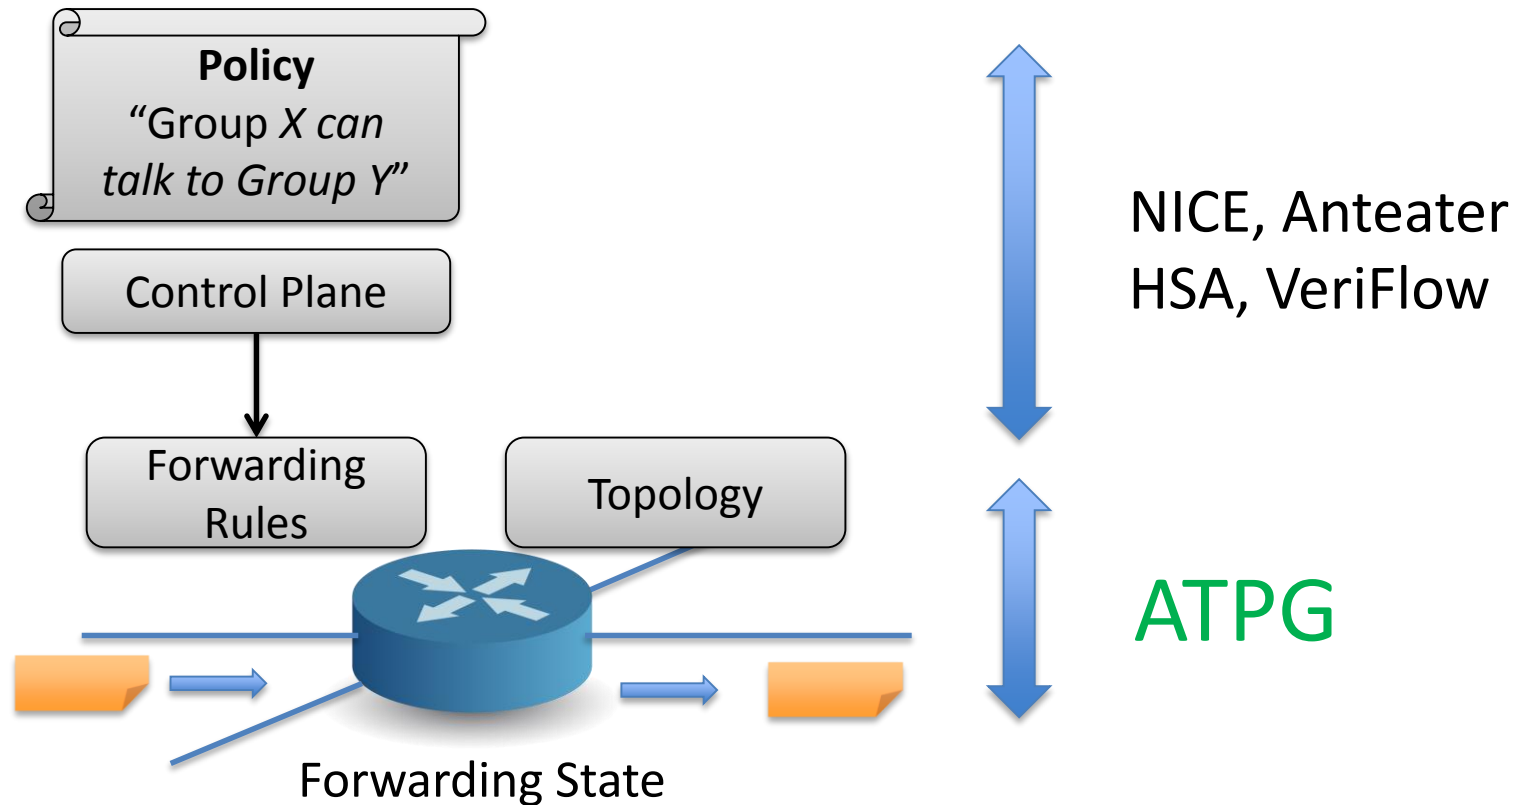 Policy
“Group X can
talk to Group Y”
Control Plane
Forwarding
Rules
Topology
Forwarding State
NICE, Anteater
HSA, VeriFlow
ATPG